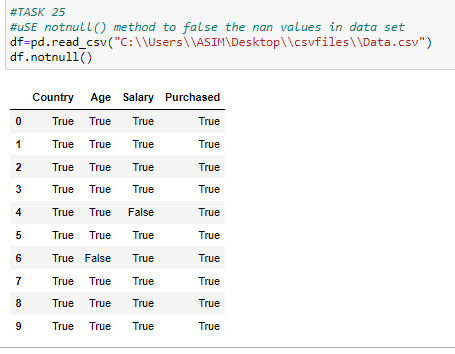 #TASK 25
#uSE notnull() method to false the nan values in data set
df=pd.read_csv("C:\\Users\\ASIM\Desktop\\csvfiles\\Data.csv")
df.notnull()
Country Age Salary Purchased
0 True True True True
1 True True True True
2 True True True True
3 True True True True
4 True True False True
5 True True True True
6 True False True True
7 True True True True
8 True True True True
9 True True True True